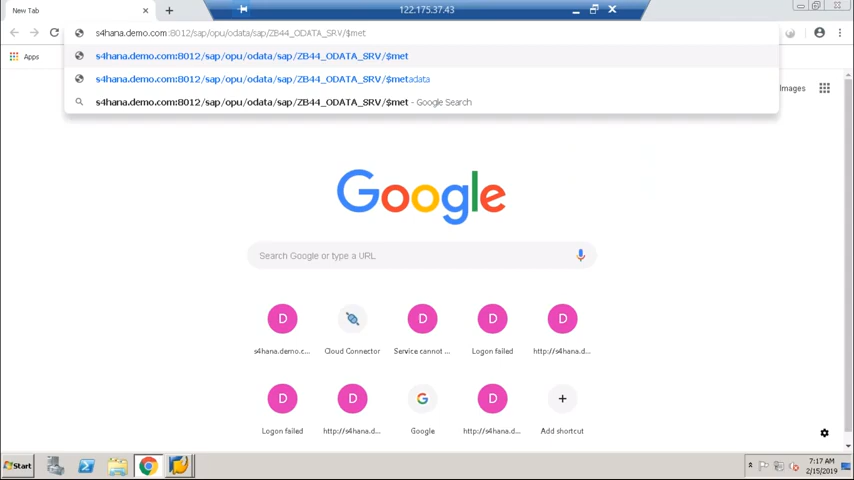 New Tab
122.175.37.43
s4hana.demo.com:8012/sap/opu/odata/sap/ZB44_ODATA_SRV/$met
Apps
s4hana.demo.com:8012/sap/opu/odata/sap/ZB44_ODATA_SRV/$met
s4hana.demo.com:8012/sap/opu/odata/sap/ZB44_ODATA_SRV/$metadata
s4hana.demo.com:8012/sap/opu/odata/sap/ZB44_ODATA_SRV/$met - Google Search
Images
Google
Search Google or type a URL
D D D D
s4hana.demo.c... Cloud Connector Service cannot ... Logon failed http://s4hana.d...
D D G D
Logon failed http://s4hana.d... Google http://s4hana.d... Add shortcut
Start
7:17 AM
2/15/2019